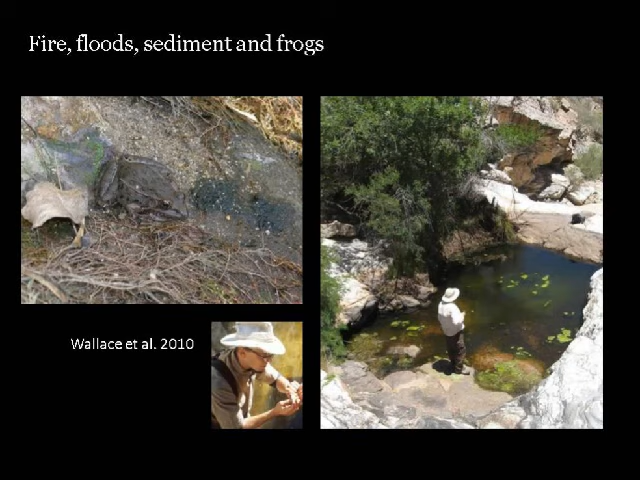 Fire, floods, sediment and frogs
Wallace et al. 2010